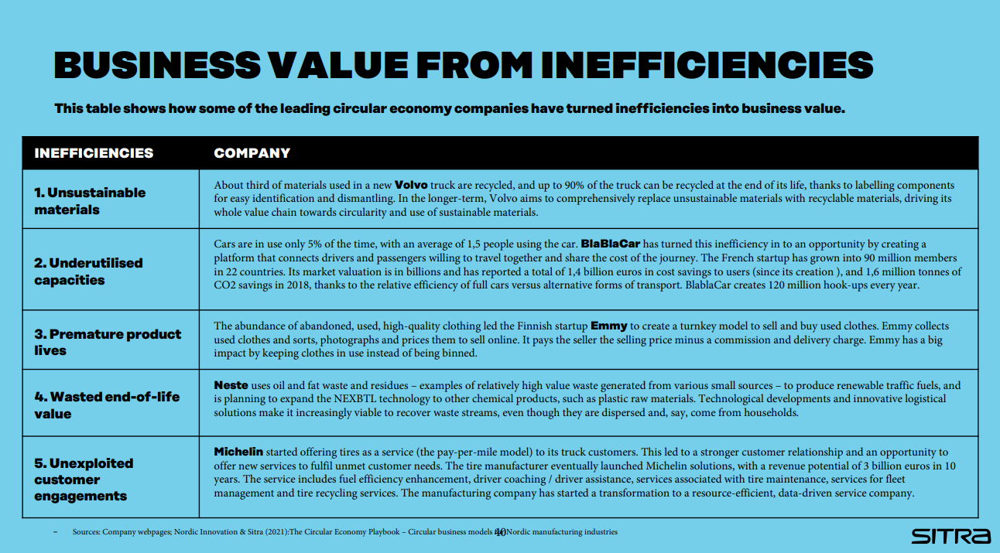 BUSINESS VALUE FROM INEFFICIENCIES
This table shows how some of the leading circular economy companies have turned inefficiencies into business value.
INEFFICIENCIES
COMPANY
1. Unsustainable
materials
About third of materials used in a new Volvo truck are recycled, and up to 90% of the truck can be recycled at the end of its life, thanks to labelling components
for easy identification and dismantling. In the longer-term, Volvo aims to comprehensively replace unsustainable materials with recyclable materials, driving its
whole value chain towards circularity and use of sustainable materials.
2. Underutilised
capacities
Cars are in use only 5% of the time, with an average of 1,5 people using the car. BlaBlaCar has turned this inefficiency in to an opportunity by creating a
platform that connects drivers and passengers willing to travel together and share the cost of the journey. The French startup has grown into 90 million members
in 22 countries. Its market valuation is in billions and has reported a total of 1,4 billion euros in cost savings to users (since its creation ), and 1,6 million tonnes of
CO2 savings in 2018, thanks to the relative efficiency of full cars versus alternative forms of transport. BlablaCar creates 120 million hook-ups every year.
3. Premature product
lives
The abundance of abandoned, used, high-quality clothing led the Finnish startup Emmy to create a turnkey model to sell and buy used clothes. Emmy collects
used clothes and sorts, photographs and prices them to sell online. It pays the seller the selling price minus a commission and delivery charge. Emmy has a big
impact by keeping clothes in use instead of being binned.
4. Wasted end-of-life
value
Neste uses oil and fat waste and residues – examples of relatively high value waste generated from various small sources – to produce renewable traffic fuels, and
is planning to expand the NEXBTL technology to other chemical products, such as plastic raw materials. Technological developments and innovative logistical
solutions make it increasingly viable to recover waste streams, even though they are dispersed and, say, come from households.
5. Unexploited
customer
engagements
Michelin started offering tires as a service (the pay-per-mile model) to its truck customers. This led to a stronger customer relationship and an opportunity to
offer new services to fulfil unmet customer needs. The tire manufacturer eventually launched Michelin solutions, with a revenue potential of 3 billion euros in 10
years. The service includes fuel efficiency enhancement, driver coaching / driver assistance, services associated with tire maintenance, services for fleet
management and tire recycling services. The manufacturing company has started a transformation to a resource-efficient, data-driven service company.
– Sources: Company webpages; Nordic Innovation & Sitra (2021):The Circular Economy Playbook – Circular business models Nordic manufacturing industries
40
SITRA